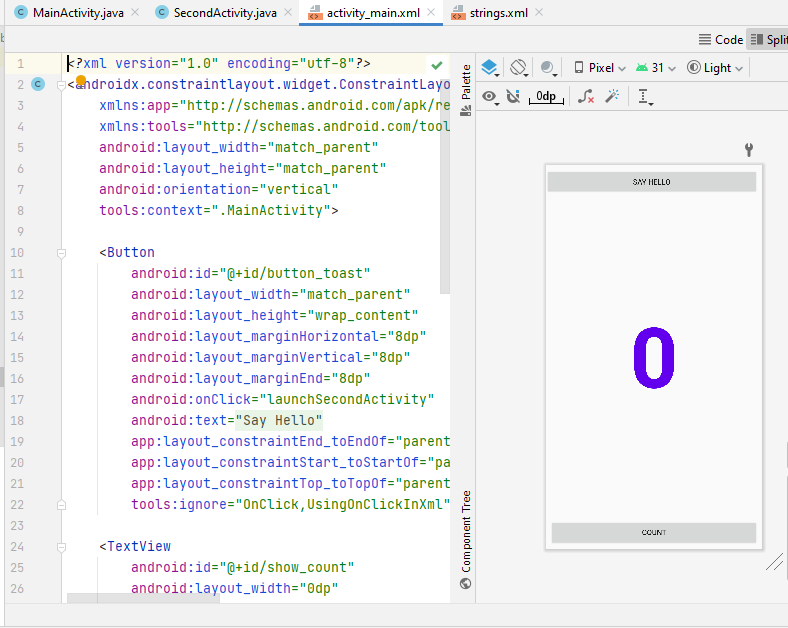 MainActivity.java
SecondActivity.java
activity_main.xml
strings.xml
Code
Split
1 <?xml version="1.0" encoding="utf-8"?>
2 <androidx.constraintlayout.widget.ConstraintLayo
3 xmlns:app="http://schemas.android.com/apk/re
4 xmlns:tools="http://schemas.android.com/tool
5 android:layout_width="match_parent"
6 android:layout_height="match_parent"
7 android:orientation="vertical"
8 tools:context=".MainActivity">
9
10 <Button
11 android:id="@+id/button_toast"
12 android:layout_width="match_parent"
13 android:layout_height="wrap_content"
14 android:layout_marginHorizontal="8dp"
15 android:layout_marginVertical="8dp"
16 android:layout_marginEnd="8dp"
17 android:onClick="launchSecondActivity"
18 android:text="Say Hello"
19 app:layout_constraintEnd_toEndOf="parent
20 app:layout_constraintStart_toStartOf="pa
21 app:layout_constraintTop_toTopOf="parent
22 tools:ignore="OnClick,UsingOnClickInXml"
23
24 <TextView
25 android:id="@+id/show_count"
26 android:layout_width="0dp"
Palette
Component Tree
Pixel
31
Light
0dp
SAY HELLO
0
COUNT